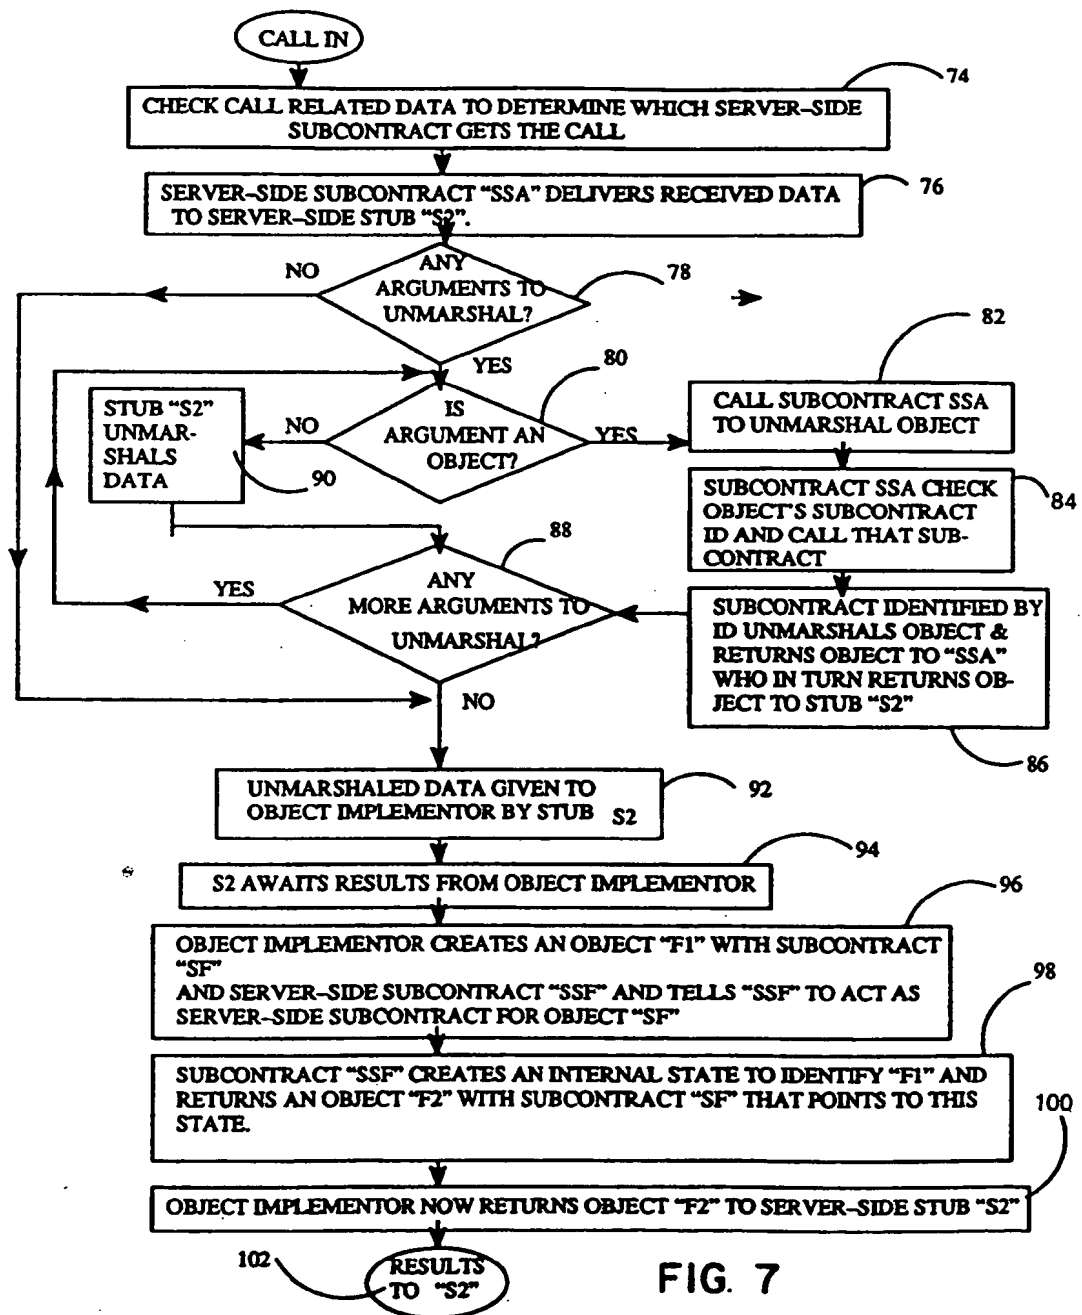 CALL IN
74
CHECK CALL RELATED DATA TO DETERMINE WHICH SERVER-SIDE
SUBCONTRACT GETS THE CALL
76
SERVER-SIDE SUBCONTRACT "SSA" DELIVERS RECEIVED DATA
TO SERVER-SIDE STUB "S2".
NO
ANY
ARGUMENTS TO
UNMARSHAL?
78
YES
80
82
STUB "S2"
UNMAR-
SHALS
DATA
90
NO
IS
ARGUMENT AN
OBJECT?
YES
CALL SUBCONTRACT SSA
TO UNMARSHAL OBJECT
SUBCONTRACT SSA CHECK
OBJECT'S SUBCONTRACT
ID AND CALL THAT SUB-
CONTRACT
84
88
YES
ANY
MORE ARGUMENTS TO
UNMARSHAL?
SUBCONTRACT IDENTIFIED BY
ID UNMARSHALS OBJECT &
RETURNS OBJECT TO "SSA"
WHO IN TURN RETURNS OB-
JECT TO STUB "S2"
86
NO
UNMARSHALED DATA GIVEN TO
OBJECT IMPLEMENTOR BY STUB S2
92
94
S2 AWAITS RESULTS FROM OBJECT IMPLEMENTOR
96
OBJECT IMPLEMENTOR CREATES AN OBJECT "F1" WITH SUBCONTRACT
"SF"
AND SERVER-SIDE SUBCONTRACT "SSF" AND TELLS "SSF" TO ACT AS
SERVER-SIDE SUBCONTRACT FOR OBJECT "SF"
98
SUBCONTRACT "SSF" CREATES AN INTERNAL STATE TO IDENTIFY "F1" AND
RETURNS AN OBJECT "F2" WITH SUBCONTRACT "SF" THAT POINTS TO THIS
STATE.
100
OBJECT IMPLEMENTOR NOW RETURNS OBJECT "F2" TO SERVER-SIDE STUB "S2"
102
RESULTS
TO "S2"
FIG. 7